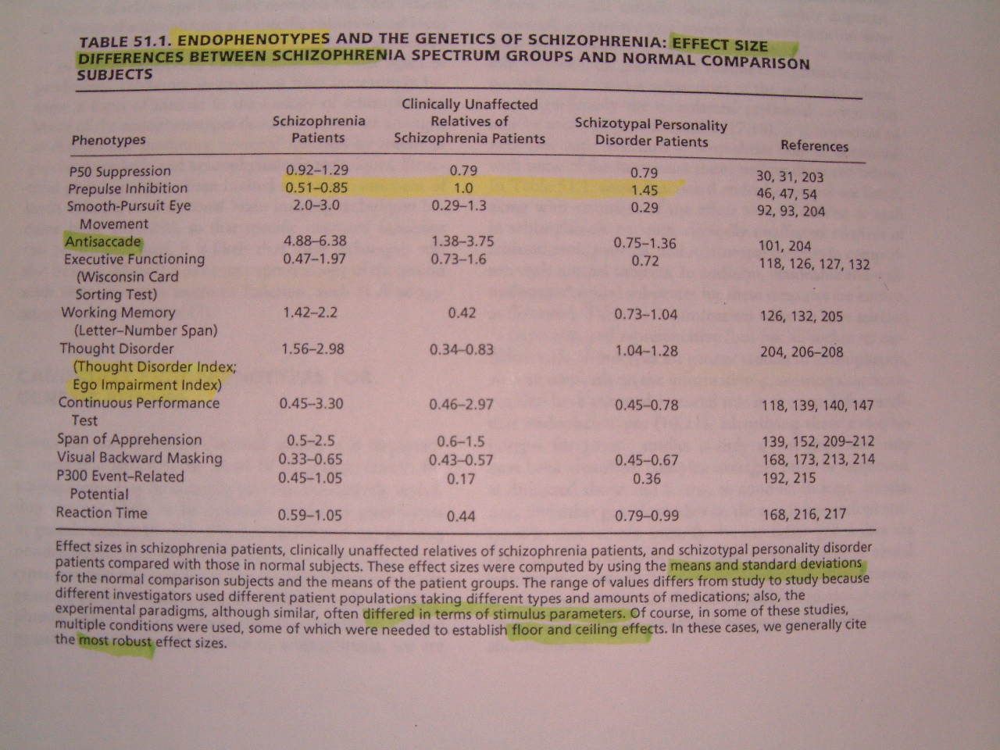 TABLE 51.1. ENDOPHENOTYPES AND THE GENETICS OF SCHIZOPHRENIA: EFFECT SIZE
DIFFERENCES BETWEEN SCHIZOPHRENIA SPECTRUM GROUPS AND NORMAL COMPARISON
SUBJECTS
Phenotypes Schizophrenia Patients Clinically Unaffected Relatives of Schizophrenia Patients Schizotypal Personality Disorder Patients References
P50 Suppression 0.92–1.29 0.79 0.79 30, 31, 203
Prepulse Inhibition 0.51–0.85 1.0 1.45 46, 47, 54
Smooth-Pursuit Eye 2.0–3.0 0.29–1.3 0.29 92, 93, 204
Movement
Antisaccade 4.88–6.38 1.38–3.75 0.75–1.36 101, 204
Executive Functioning 0.47–1.97 0.73–1.6 0.72 118, 126, 127, 132
(Wisconsin Card
Sorting Test)
Working Memory 1.42–2.2 0.42 0.73–1.04 126, 132, 205
(Letter–Number Span)
Thought Disorder 1.56–2.98 0.34–0.83 1.04–1.28 204, 206–208
(Thought Disorder Index;
Ego Impairment Index)
Continuous Performance 0.45–3.30 0.46–2.97 0.45–0.78 118, 139, 140, 147
Test
Span of Apprehension 0.5–2.5 0.6–1.5 139, 152, 209–212
Visual Backward Masking 0.33–0.65 0.43–0.57 0.45–0.67 168, 173, 213, 214
P300 Event–Related 0.45–1.05 0.17 0.36 192, 215
Potential
Reaction Time 0.59–1.05 0.44 0.79–0.99 168, 216, 217
Effect sizes in schizophrenia patients, clinically unaffected relatives of schizophrenia patients, and schizotypal personality disorder
patients compared with those in normal subjects. These effect sizes were computed by using the means and standard deviations
for the normal comparison subjects and the means of the patient groups. The range of values differs from study to study because
different investigators used different patient populations taking different types and amounts of medications; also, the
experimental paradigms, although similar, often differed in terms of stimulus parameters. Of course, in some of these studies,
multiple conditions were used, some of which were needed to establish floor and ceiling effects. In these cases, we generally cite
the most robust effect sizes.